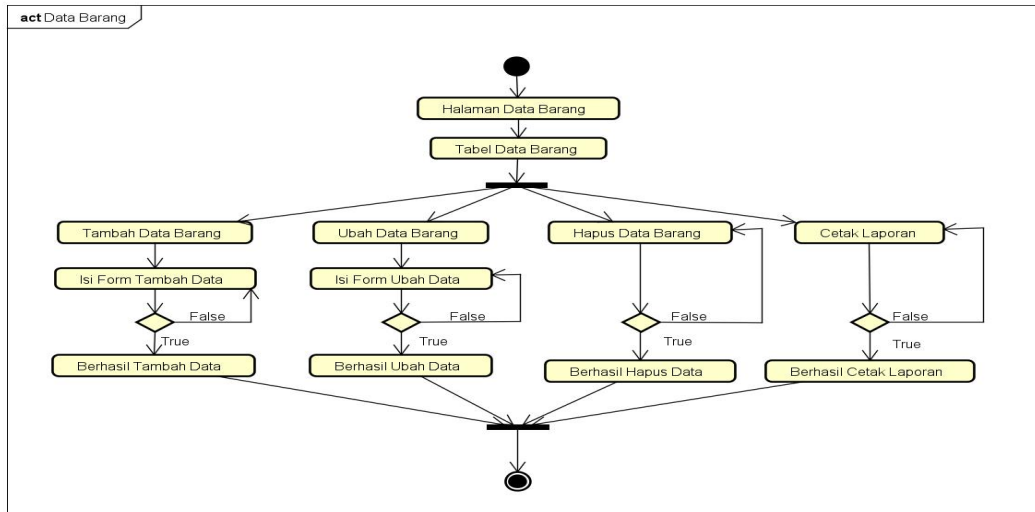 act Data Barang
Halaman Data Barang
Tabel Data Barang
Tambah Data Barang
Ubah Data Barang
Hapus Data Barang
Cetak Laporan
Isi Form Tambah Data
Isi Form Ubah Data
False
False
False
False
True
True
True
True
Berhasil Tambah Data
Berhasil Ubah Data
Berhasil Hapus Data
Berhasil Cetak Laporan